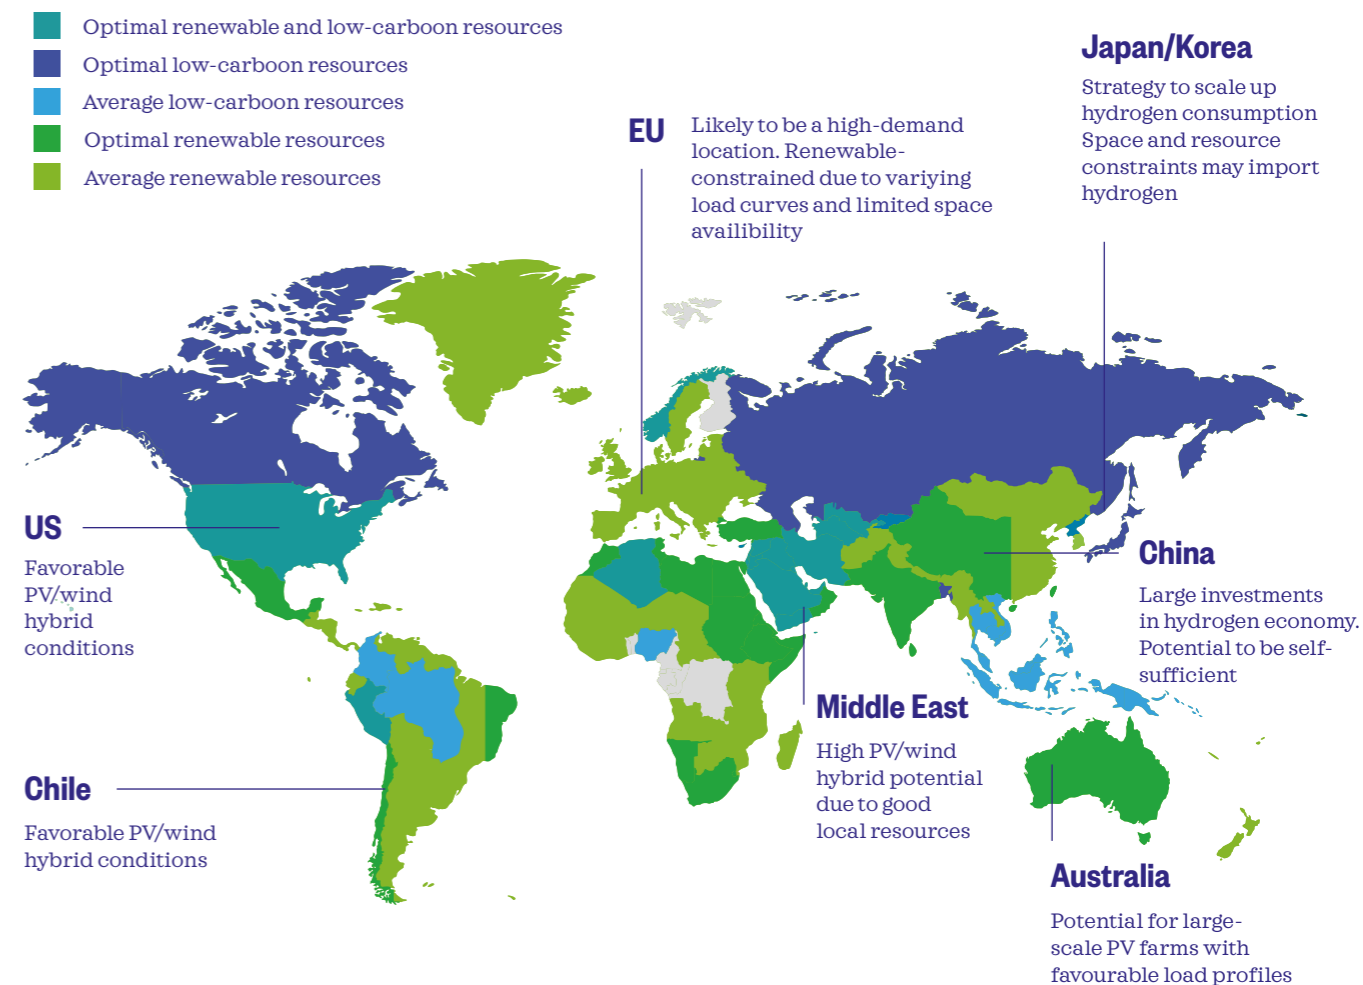 Optimal renewable and low-carboon resources
Optimal low-carboon resources
Average low-carboon resources
Optimal renewable resources
Average renewable resources
EU
Likely to be a high-demand
location. Renewable-
constrained due to variying
load curves and limited space
availibility
Japan/Korea
Strategy to scale up
hydrogen consumption
Space and resource
constraints may import
hydrogen
US
Favorable
PV/wind
hybrid
conditions
China
Large investments
in hydrogen economy.
Potential to be self-
sufficient
Middle East
High PV/wind
hybrid potential
due to good
local resources
Chile
Favorable PV/wind
hybrid conditions
Australia
Potential for large-
scale PV farms with
favourable load profiles